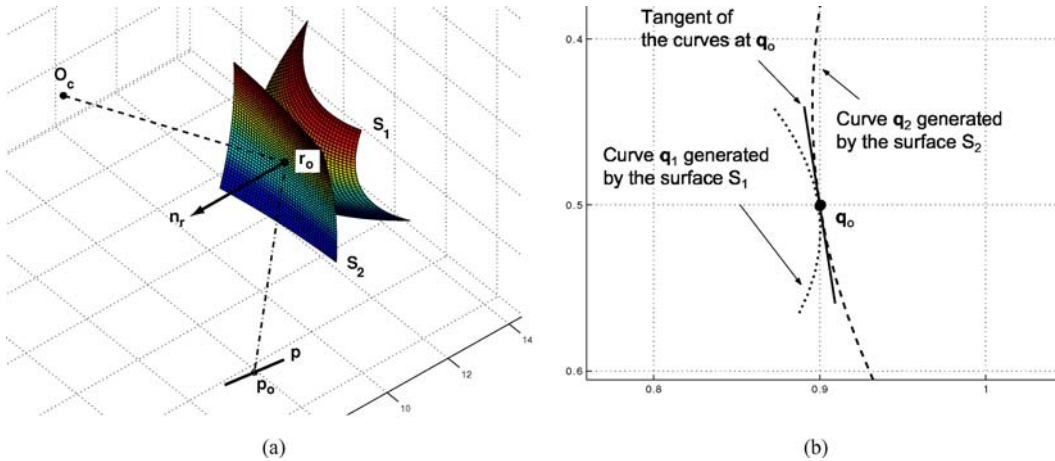 O_c
S_1
r_o
n_r
S_2
p
p_o
10
12
14
(a)
Tangent of
the curves at q_o
Curve q_2 generated
by the surface S_2
Curve q_1 generated
by the surface S_1
q_o
0.4
0.5
0.6
0.8
0.9
1
(b)